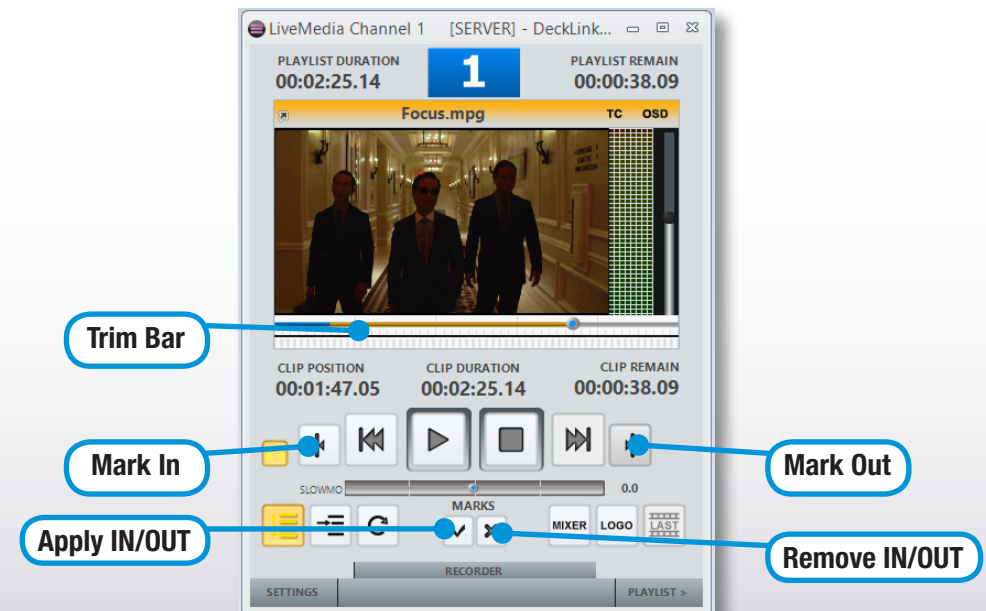 LiveMedia Channel 1 [SERVER] - DeckLink...
PLAYLIST DURATION
00:02:25.14
1
PLAYLIST REMAIN
00:00:38.09
Focus.mpg TC OSD
Trim Bar
CLIP POSITION CLIP DURATION CLIP REMAIN
00:01:47.05 00:02:25.14 00:00:38.09
Mark In
Mark Out
SLOWMO 0.0
MARKS
Apply IN/OUT
MIXER LOGO LAST
Remove IN/OUT
RECORDER
SETTINGS PLAYLIST >